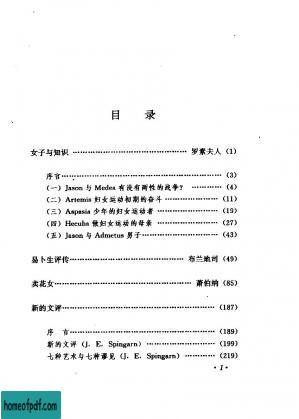 目 录
女子与知识 …………………………………… 罗素夫人 (1)
序言 ……………………………………………………… (3)
(一) Jason 与 Medea 有没有两性的战争? ………… (4)
(二) Artemis 妇女运动初期的奋斗 ………………… (11)
(三) Aspasia 少年的妇女运动者 …………………… (19)
(四) Hecuba 做妇女运动的母亲 …………………… (27)
(五) Jason 与 Admetus 男子 ………………………… (43)
易卜生评传 …………………………………… 布兰地司 (49)
卖花女 ………………………………………… 萧伯纳 (85)
新的文评 ……………………………………………… (187)
序 言 ………………………………………………… (189)
新的文评 (J. E. Spingarn) ……………………… (199)
七种艺术与七种谬见 (J. E. Spingarn) ………… (219)
· 1 ·
homeofpdf.com
homeofpdf.com